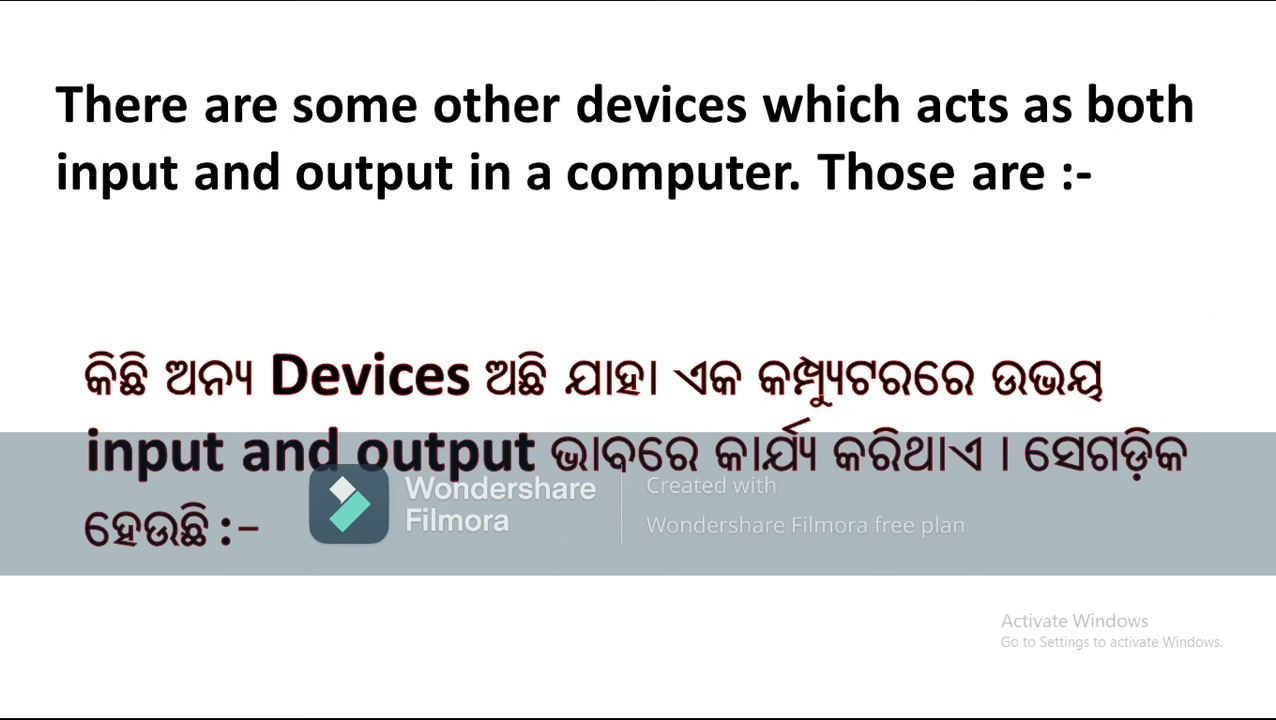 There are some other devices which acts as both
input and output in a computer. Those are :-
କିଛି ଅନ୍ୟ Devices ଅଛି ଯାହା ଏକ କମ୍ପ୍ୟୁଟରରେ ଉଭୟ
input and output ଭାବରେ କାର୍ଯ୍ୟ କରିଥାଏ । ସେଗଡ଼ିକ
ହେଉଛି :-
Wondershare
Filmora
Created with
Wondershare Filmora free plan
Activate Windows
Go to Settings to activate Windows.